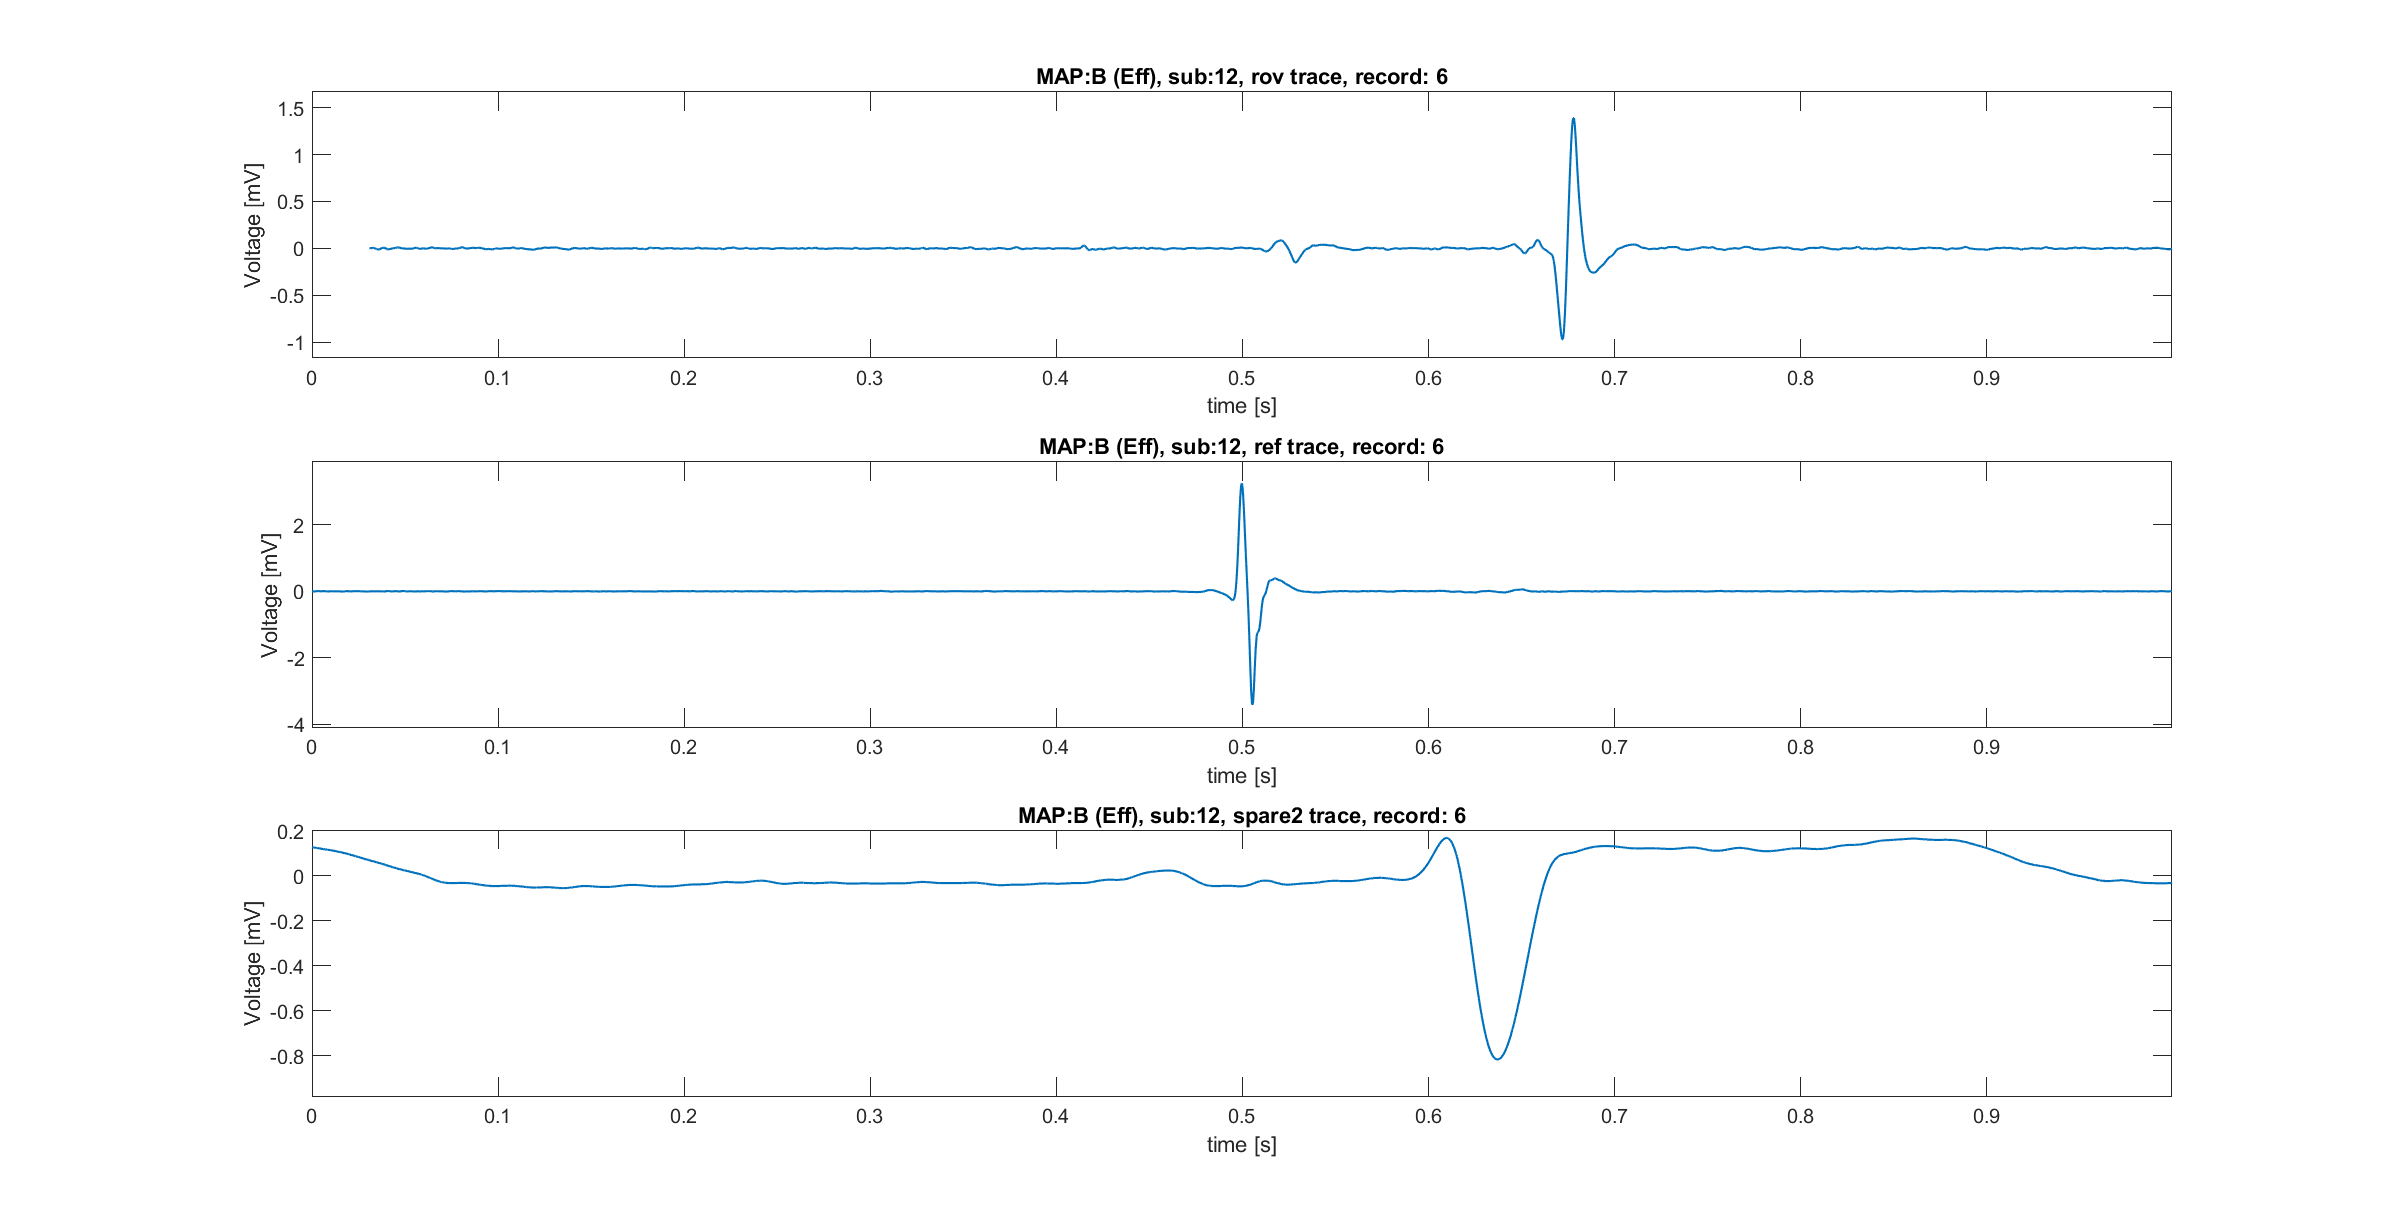 MAP:B (Eff), sub:12, rov trace, record: 6
1.5
1
0.5
0
-0.5
-1
Voltage [mV]
0 0.1 0.2 0.3 0.4 0.5 0.6 0.7 0.8 0.9
time [s]
MAP:B (Eff), sub:12, ref trace, record: 6
2
0
-2
-4
Voltage [mV]
0 0.1 0.2 0.3 0.4 0.5 0.6 0.7 0.8 0.9
time [s]
MAP:B (Eff), sub:12, spare2 trace, record: 6
0.2
0
-0.2
-0.4
-0.6
-0.8
Voltage [mV]
0 0.1 0.2 0.3 0.4 0.5 0.6 0.7 0.8 0.9
time [s]